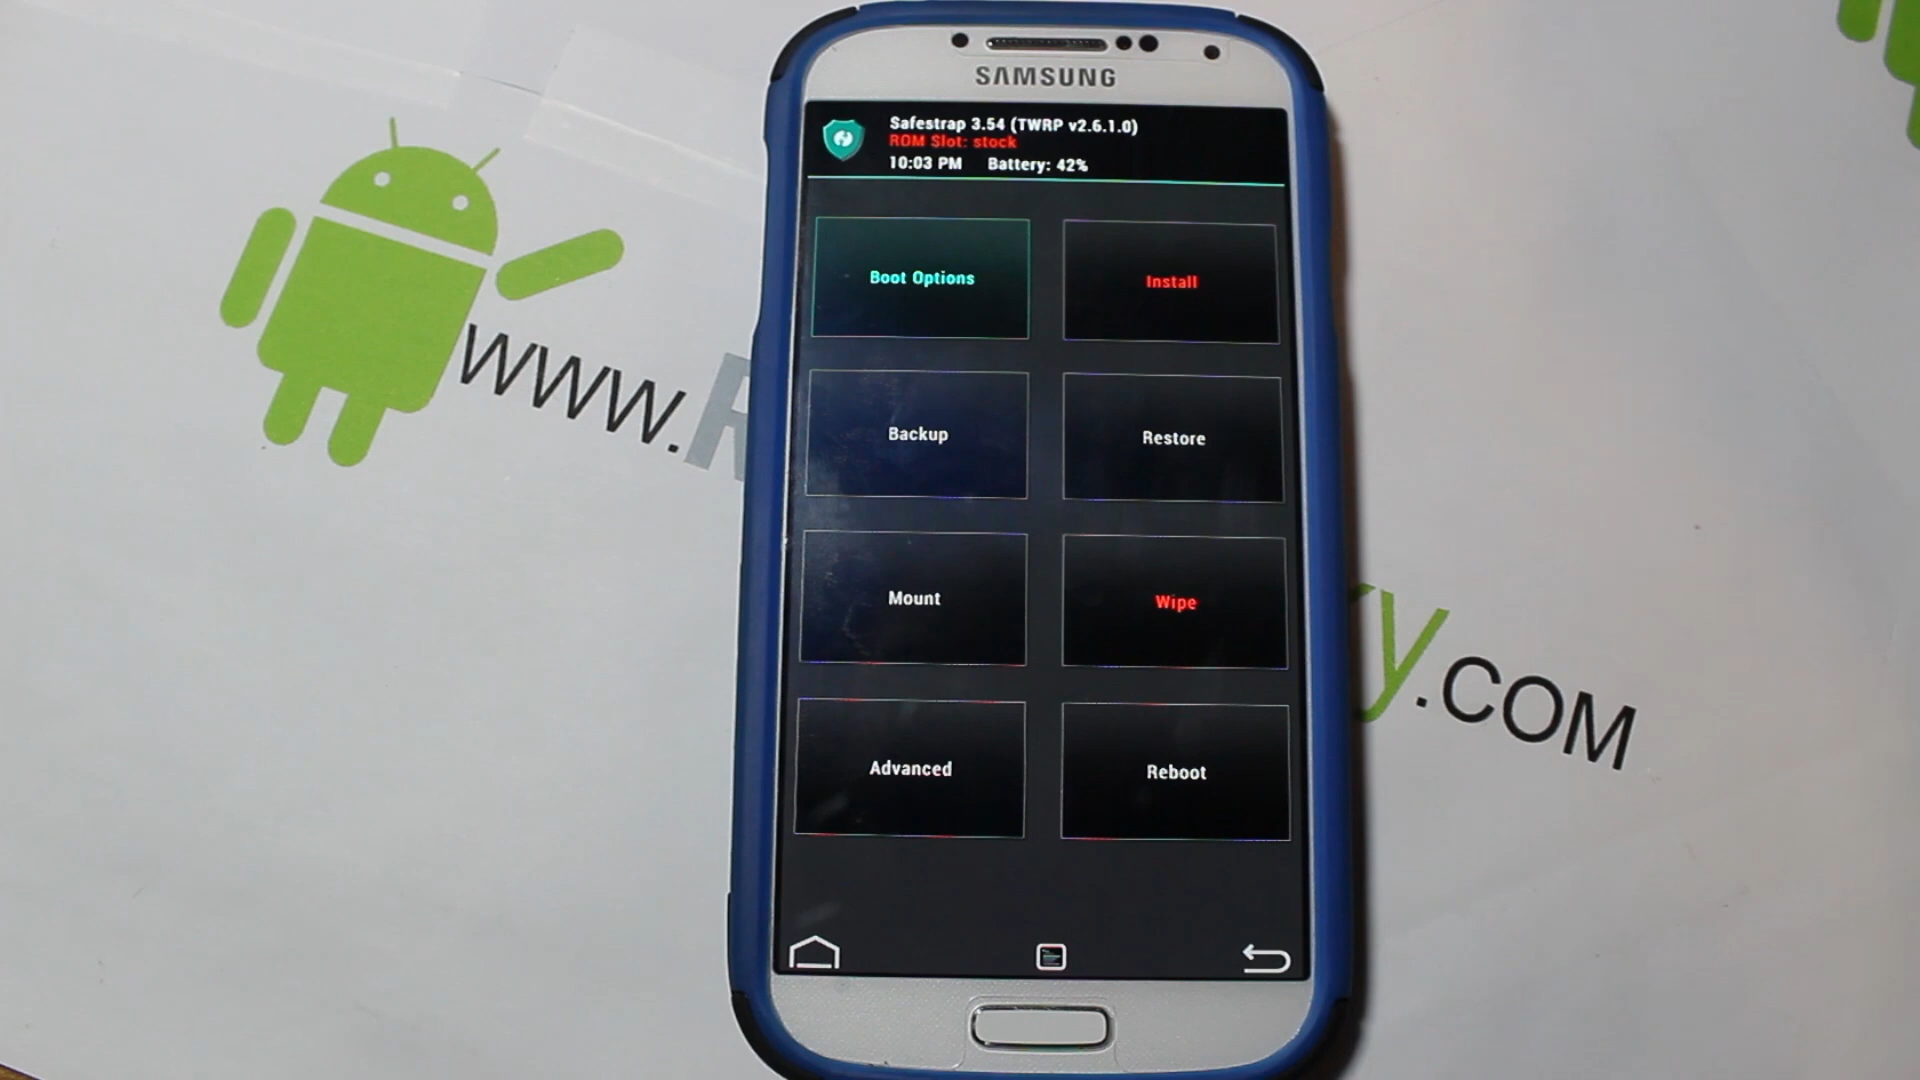 SAMSUNG
Safestrap 3.54 (TWRP v2.6.1.0)
ROM Slot: stock
10:03 PM Battery: 42%
Boot Options
Install
Backup
Restore
Mount
Wipe
Advanced
Reboot
www.R
y.COM